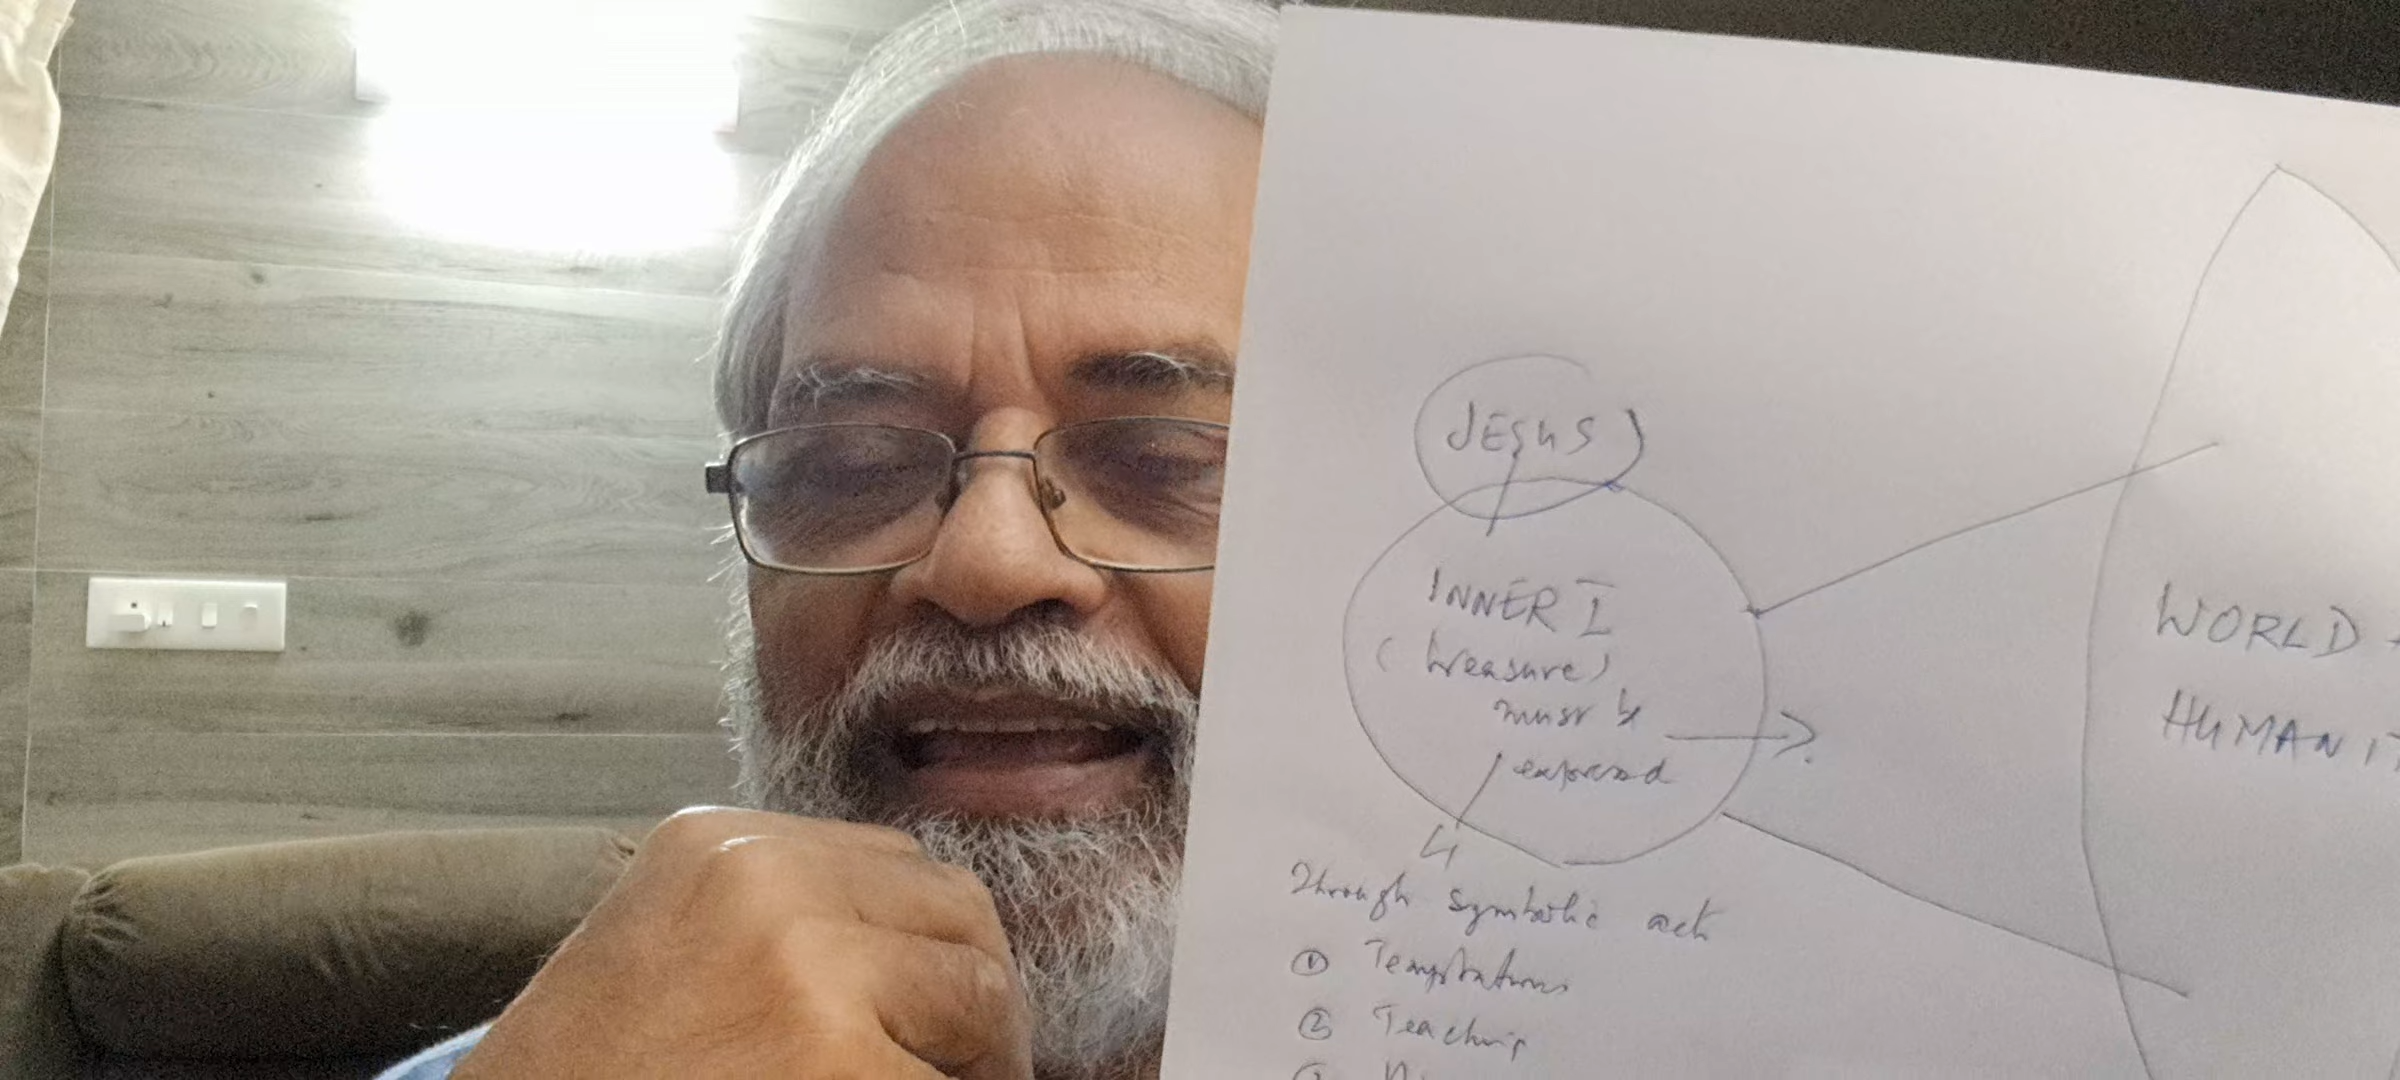 JESUS
INNER I
(treasure)
must be
expressed
WORLD +
HUMANIT
Through symbolic acts
① Temptations
② Teaching